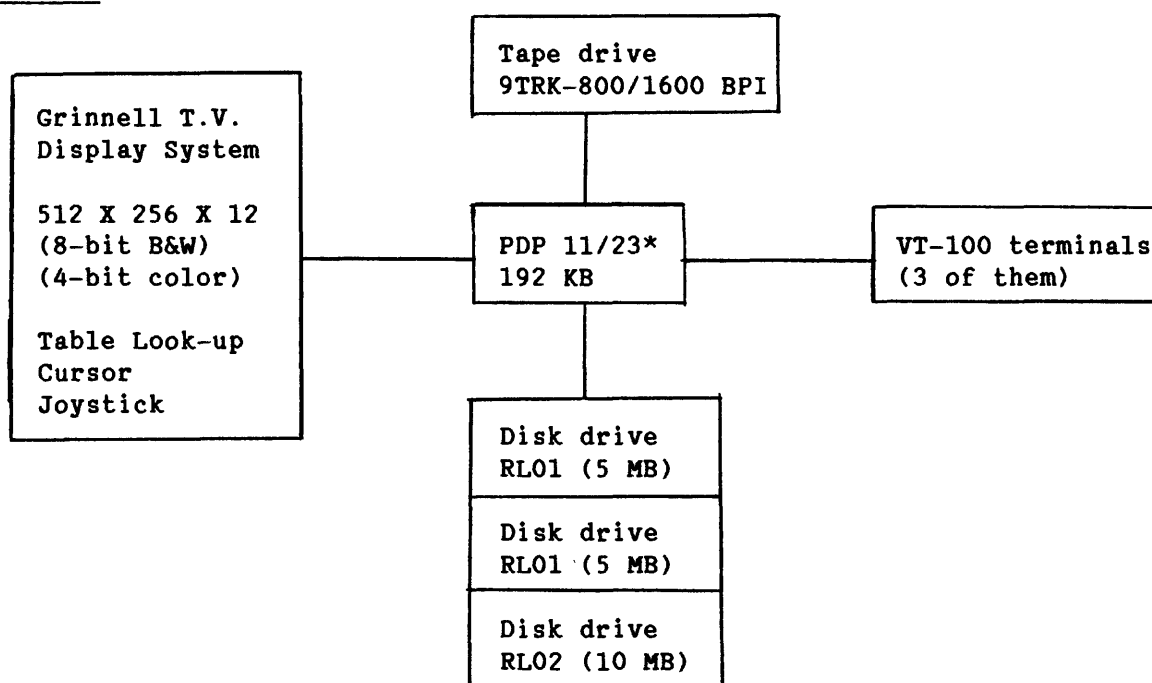 Tape drive
9TRK-800/1600 BPI
Grinnell T.V.
Display System
512 X 256 X 12
(8-bit B&W)
(4-bit color)
Table Look-up
Cursor
Joystick
PDP 11/23*
192 KB
VT-100 terminals
(3 of them)
Disk drive
RL01 (5 MB)
Disk drive
RL01 (5 MB)
Disk drive
RL02 (10 MB)